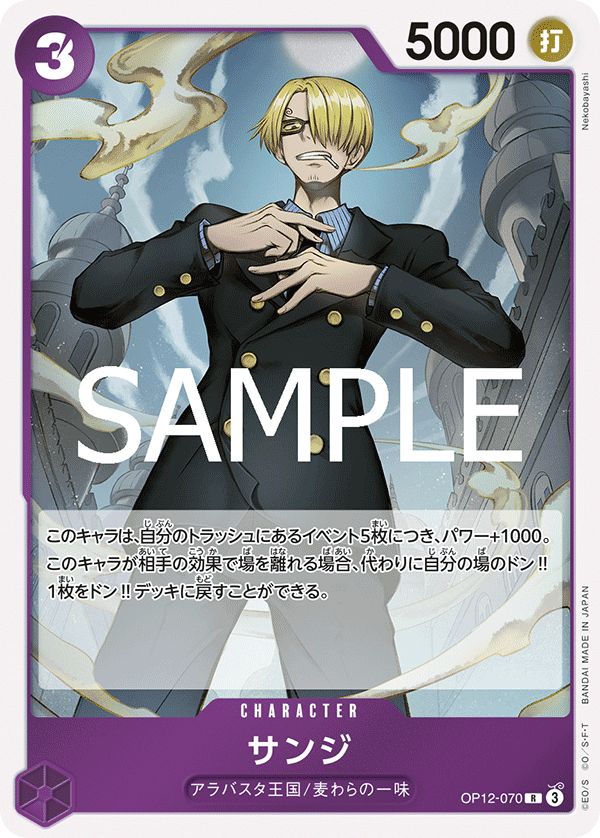 3
5000
打
Nekobayashi
SAMPLE
このキャラは、自分のトラッシュにあるイベント5枚につき、パワー+1000。
このキャラが相手の効果で場を離れる場合、代わりに自分の場のドン!!
1枚をドン!!デッキに戻すことができる。
CHARACTER
サンジ
アラバスタ王国/麦わらの一味
OP12-070 R 3
©E.O/S ©O/S・F・T BANDAI MADE IN JAPAN